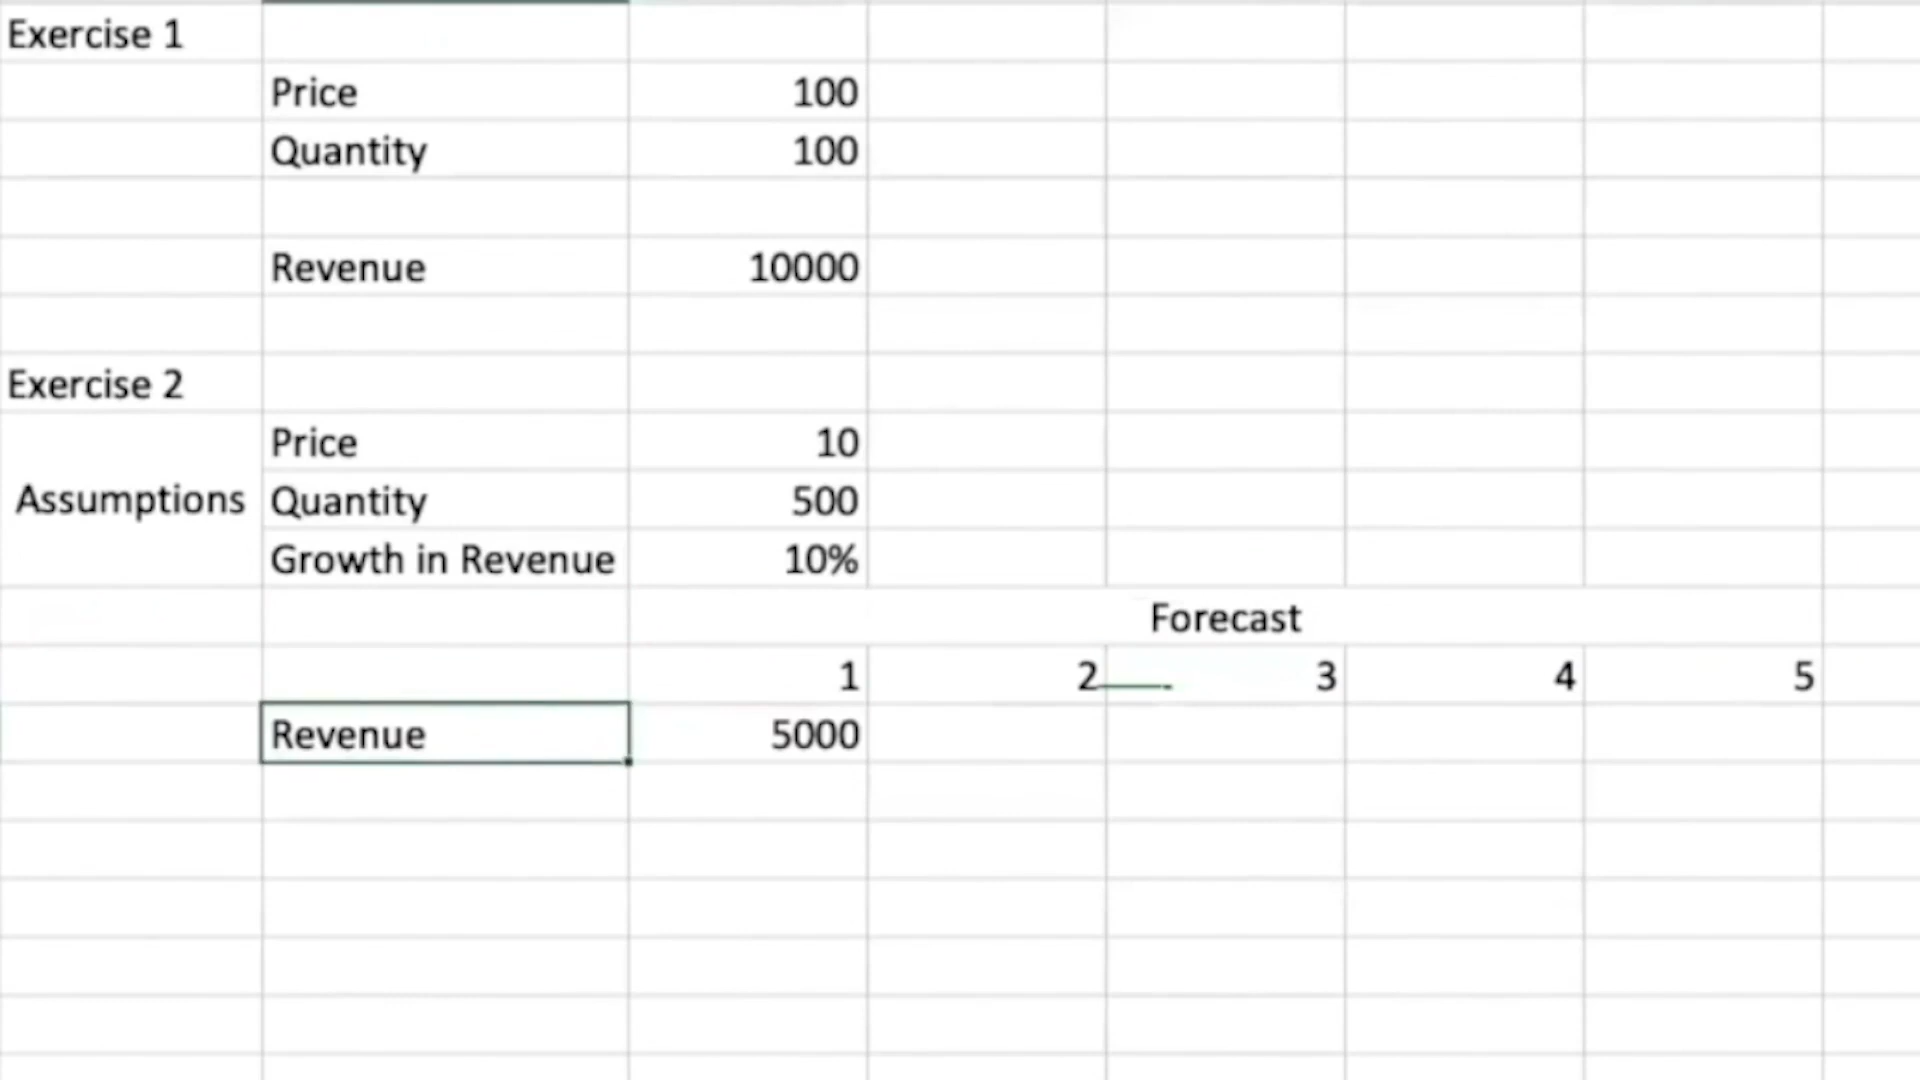 Exercise 1
Price 100
Quantity 100
Revenue 10000
Exercise 2
Price 10
Assumptions Quantity 500
Growth in Revenue 10%
Forecast
1 2 3 4 5
Revenue 5000